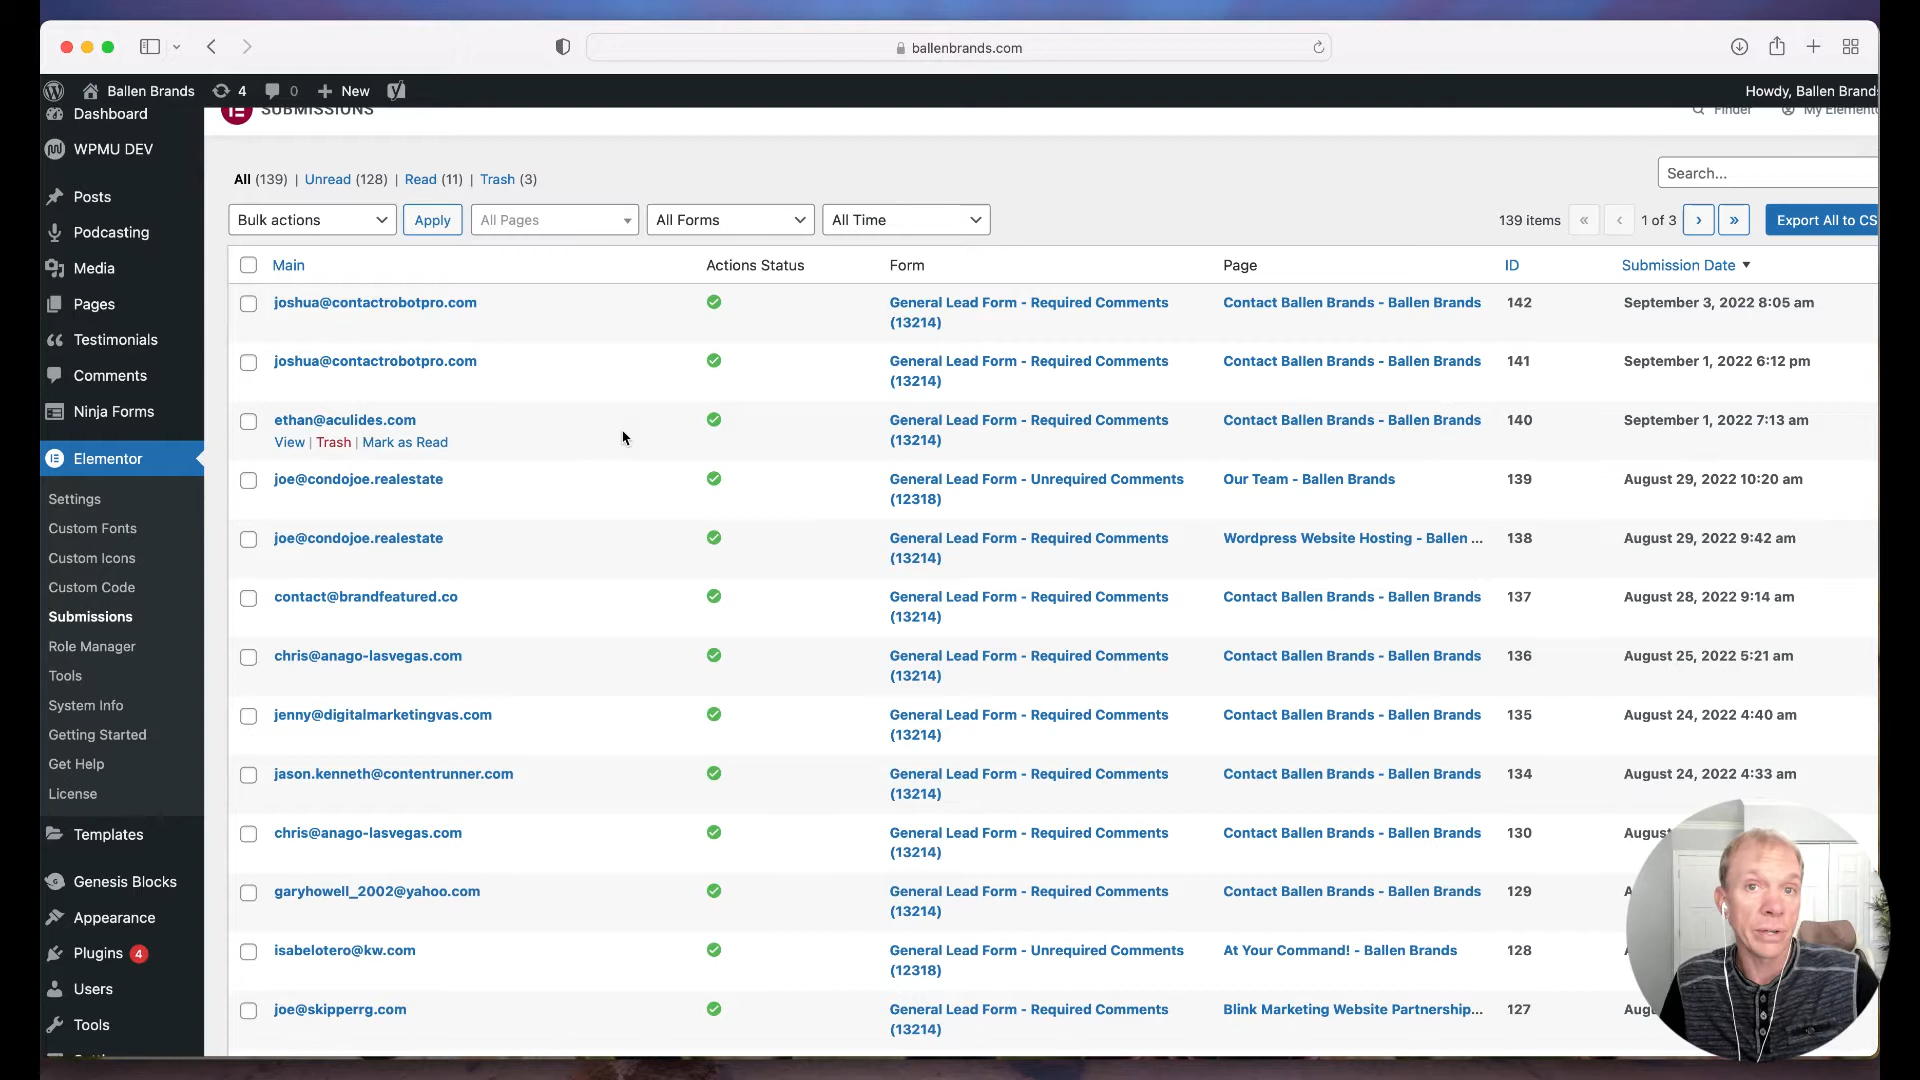 ballenbrands.com
Ballen Brands 4 0 New Howdy, Ballen Brands
Dashboard
WPMU DEV
Posts
Podcasting
Media
Pages
Testimonials
Comments
Ninja Forms
Elementor
Settings
Custom Fonts
Custom Icons
Custom Code
Submissions
Role Manager
Tools
System Info
Getting Started
Get Help
License
Templates
Genesis Blocks
Appearance
Plugins 4
Users
Tools
SUBMISSIONS Finder My Elemento
All (139) | Unread (128) | Read (11) | Trash (3)
Search...
Bulk actions Apply All Pages All Forms All Time 139 items « ‹ 1 of 3 › » Export All to CS
Main Actions Status Form Page ID Submission Date
joshua@contactrobotpro.com General Lead Form - Required Comments Contact Ballen Brands - Ballen Brands 142 September 3, 2022 8:05 am
(13214)
joshua@contactrobotpro.com General Lead Form - Required Comments Contact Ballen Brands - Ballen Brands 141 September 1, 2022 6:12 pm
(13214)
ethan@aculides.com General Lead Form - Required Comments Contact Ballen Brands - Ballen Brands 140 September 1, 2022 7:13 am
View | Trash | Mark as Read (13214)
joe@condojoe.realestate General Lead Form - Unrequired Comments Our Team - Ballen Brands 139 August 29, 2022 10:20 am
(12318)
joe@condojoe.realestate General Lead Form - Required Comments Wordpress Website Hosting - Ballen ... 138 August 29, 2022 9:42 am
(13214)
contact@brandfeatured.co General Lead Form - Required Comments Contact Ballen Brands - Ballen Brands 137 August 28, 2022 9:14 am
(13214)
chris@anago-lasvegas.com General Lead Form - Required Comments Contact Ballen Brands - Ballen Brands 136 August 25, 2022 5:21 am
(13214)
jenny@digitalmarketingvas.com General Lead Form - Required Comments Contact Ballen Brands - Ballen Brands 135 August 24, 2022 4:40 am
(13214)
jason.kenneth@contentrunner.com General Lead Form - Required Comments Contact Ballen Brands - Ballen Brands 134 August 24, 2022 4:33 am
(13214)
chris@anago-lasvegas.com General Lead Form - Required Comments Contact Ballen Brands - Ballen Brands 130 Augus
(13214)
garyhowell_2002@yahoo.com General Lead Form - Required Comments Contact Ballen Brands - Ballen Brands 129
(13214)
isabelotero@kw.com General Lead Form - Unrequired Comments At Your Command! - Ballen Brands 128
(12318)
joe@skipperrg.com General Lead Form - Required Comments Blink Marketing Website Partnership... 127 Aug
(13214)